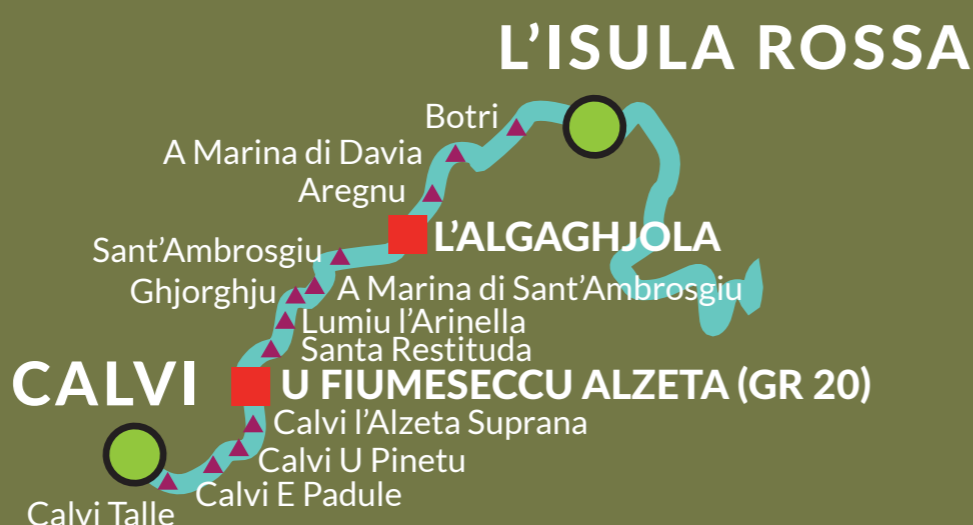 L’ISULA ROSSA
Botri
A Marina di Davia
Aregnu
L’ALGAGHJOLA
Sant’Ambrosgiu
A Marina di Sant’Ambrosgiu
Ghjorghju
Lumiu l’Arinella
Santa Restituda
CALVI
U FIUMESECCU ALZETA (GR 20)
Calvi l’Alzeta Suprana
Calvi U Pinetu
Calvi E Padule
Calvi Talle